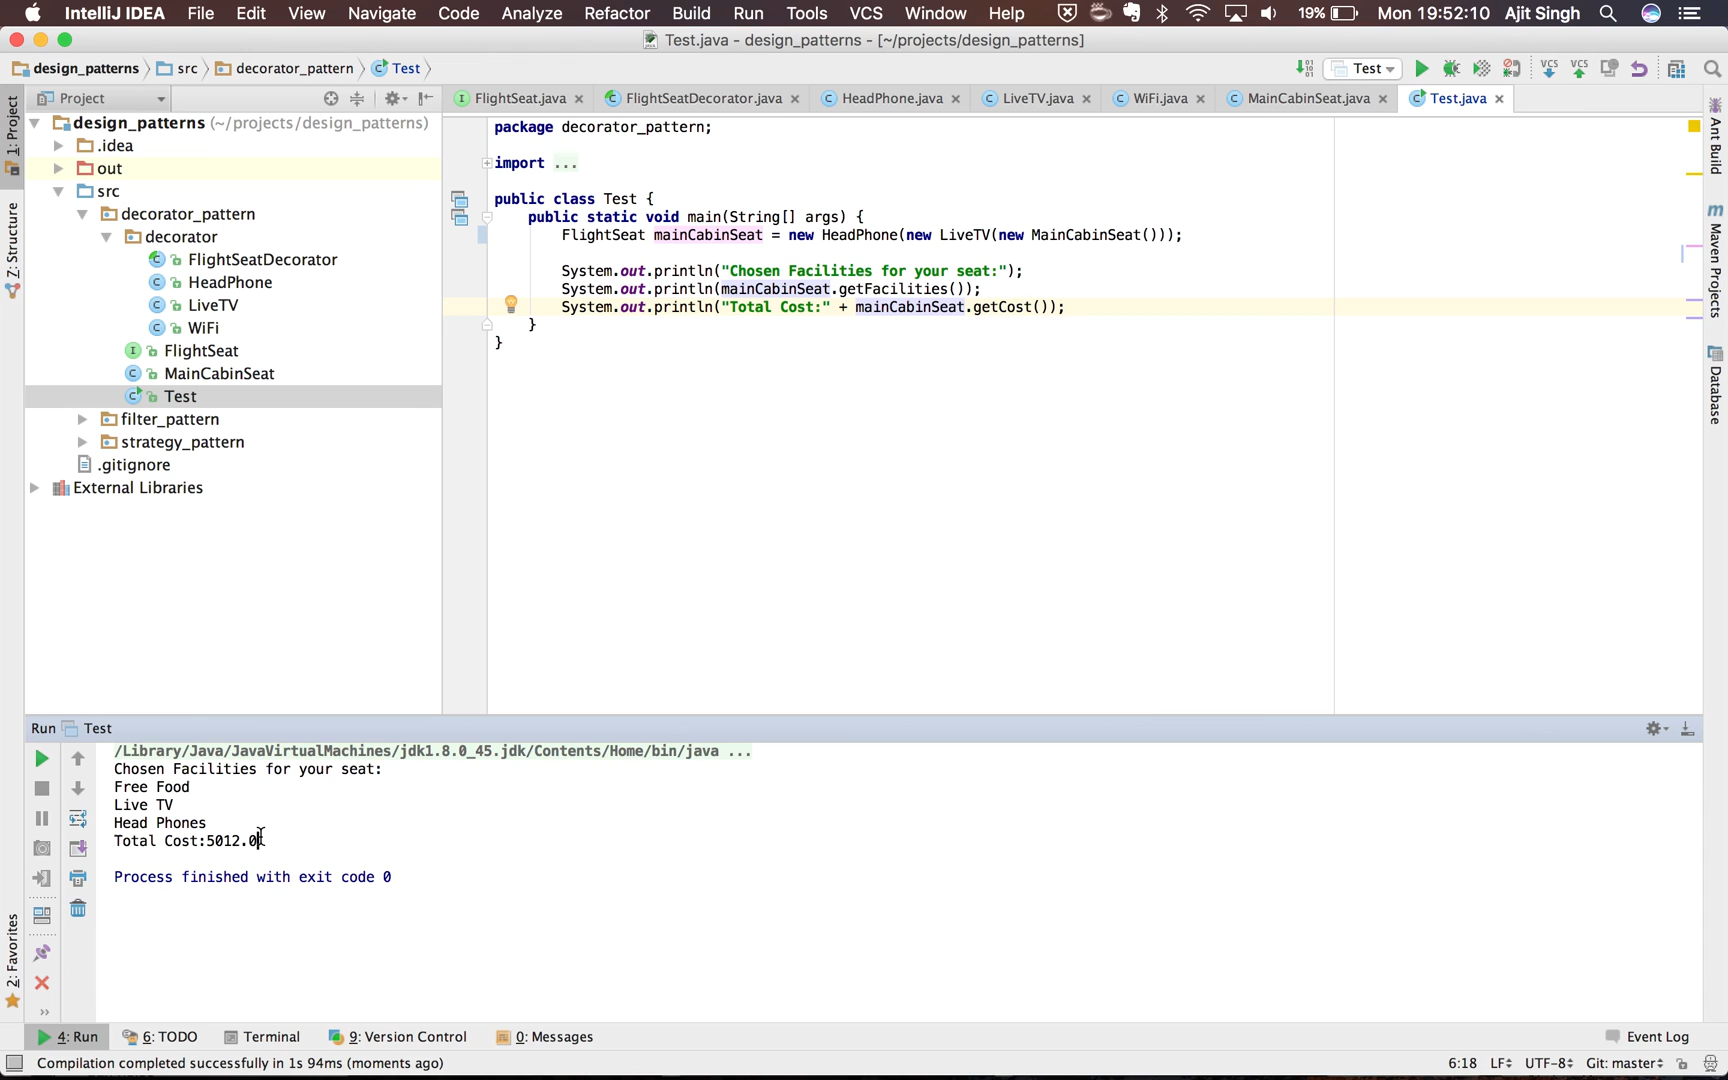 IntelliJ IDEA File Edit View Navigate Code Analyze Refactor Build Run Tools VCS Window Help 19% Mon 19:52:10 Ajit Singh
Test.java - design_patterns - [~/projects/design_patterns]
design_patterns src decorator_pattern Test Test VCS VCS
Project FlightSeat.java FlightSeatDecorator.java HeadPhone.java LiveTV.java WiFi.java MainCabinSeat.java Test.java
1: Project
Z: Structure
2: Favorites
design_patterns (~/projects/design_patterns)
.idea
out
src
decorator_pattern
decorator
FlightSeatDecorator
HeadPhone
LiveTV
WiFi
FlightSeat
MainCabinSeat
Test
filter_pattern
strategy_pattern
.gitignore
External Libraries
package decorator_pattern;
import ...
public class Test {
public static void main(String[] args) {
FlightSeat mainCabinSeat = new HeadPhone(new LiveTV(new MainCabinSeat()));
System.out.println("Chosen Facilities for your seat:");
System.out.println(mainCabinSeat.getFacilities());
System.out.println("Total Cost:" + mainCabinSeat.getCost());
}
}
Ant Build
Maven Projects
Database
Run Test
/Library/Java/JavaVirtualMachines/jdk1.8.0_45.jdk/Contents/Home/bin/java ...
Chosen Facilities for your seat:
Free Food
Live TV
Head Phones
Total Cost:5012.0
Process finished with exit code 0
4: Run 6: TODO Terminal 9: Version Control 0: Messages Event Log
Compilation completed successfully in 1s 94ms (moments ago) 6:18 LF UTF-8 Git: master